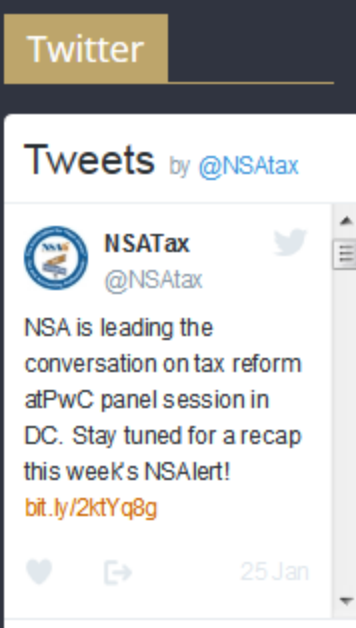 Twitter
Tweets by @NSAtax
NSATax
@NSAtax
NSA is leading the
conversation on tax reform
atPwC panel session in
DC. Stay tuned for a recap
this week's NSAlert!
bit.ly/2ktYq8g
25 Jan